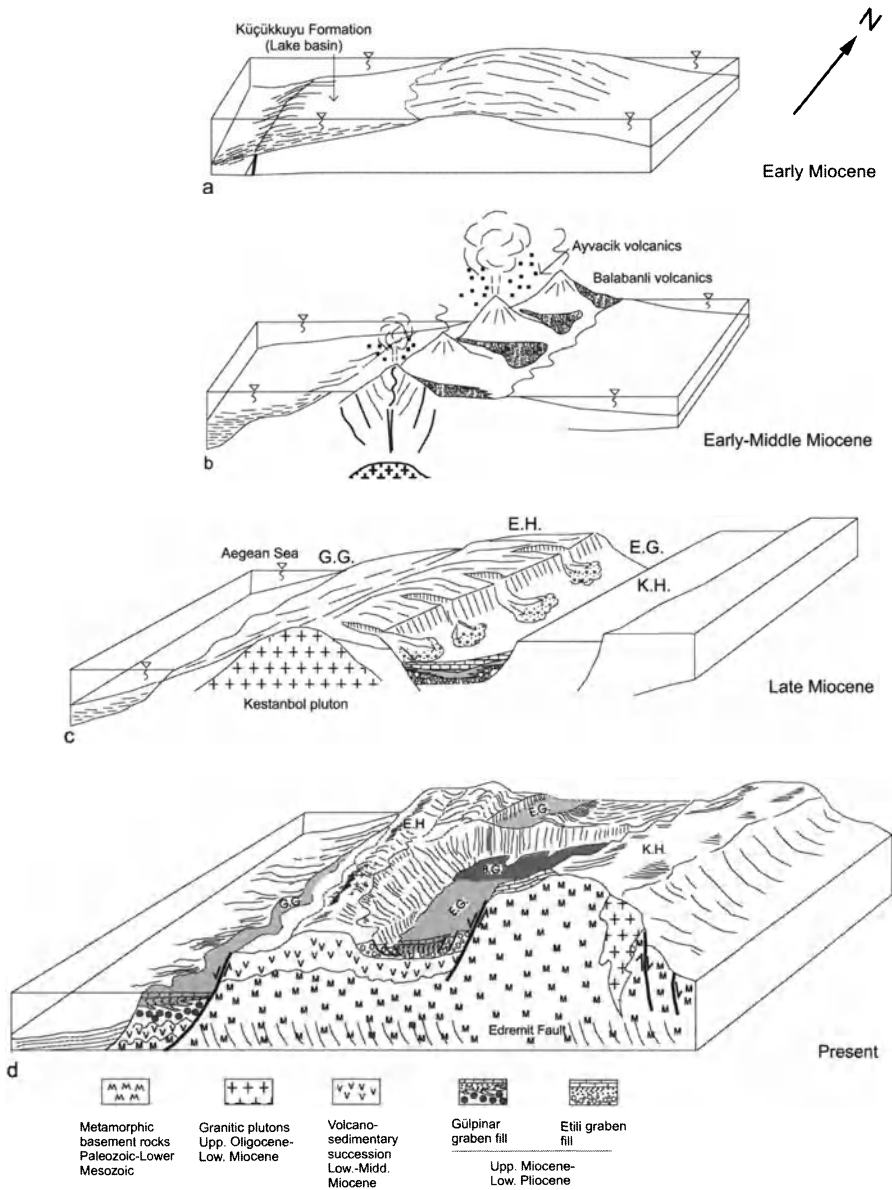 Küçükkuyu Formation
(Lake basin)
N
Early Miocene
a
Ayvacik volcanics
Balabanli volcanics
Early-Middle Miocene
b
E.H.
Aegean Sea
G.G.
E.G.
K.H.
Kestanbol pluton
Late Miocene
c
E.G.
E.H
K.H.
G.G.
E.G.
Edremit Fault
Present
d
Metamorphic
basement rocks
Paleozoic-Lower
Mesozoic
Granitic plutons
Upp. Oligocene-
Low. Miocene
Volcano-
sedimentary
succession
Low.-Midd.
Miocene
Gülpinar
graben fill
Etili graben
fill
Upp. Miocene-
Low. Pliocene